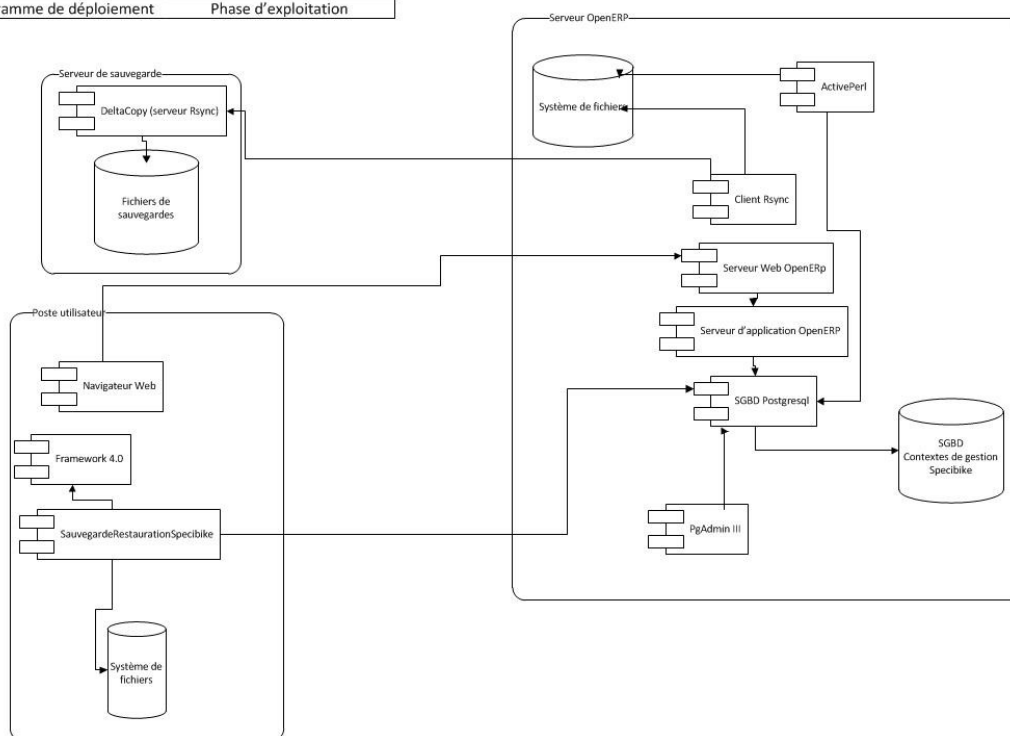 ramme de déploiement Phase d'exploitation
Serveur OpenERP
Système de fichiers
ActivePerl
Serveur de sauvegarde
DeltaCopy (serveur Rsync)
Fichiers de
sauvegardes
Client Rsync
Serveur Web OpenERp
Serveur d'application OpenERP
SGBD Postgresql
SGBD
Contextes de gestion
Specibike
PgAdmin III
Poste utilisateur
Navigateur Web
Framework 4.0
SauvegardeRestaurationSpecibike
Système de
fichiers